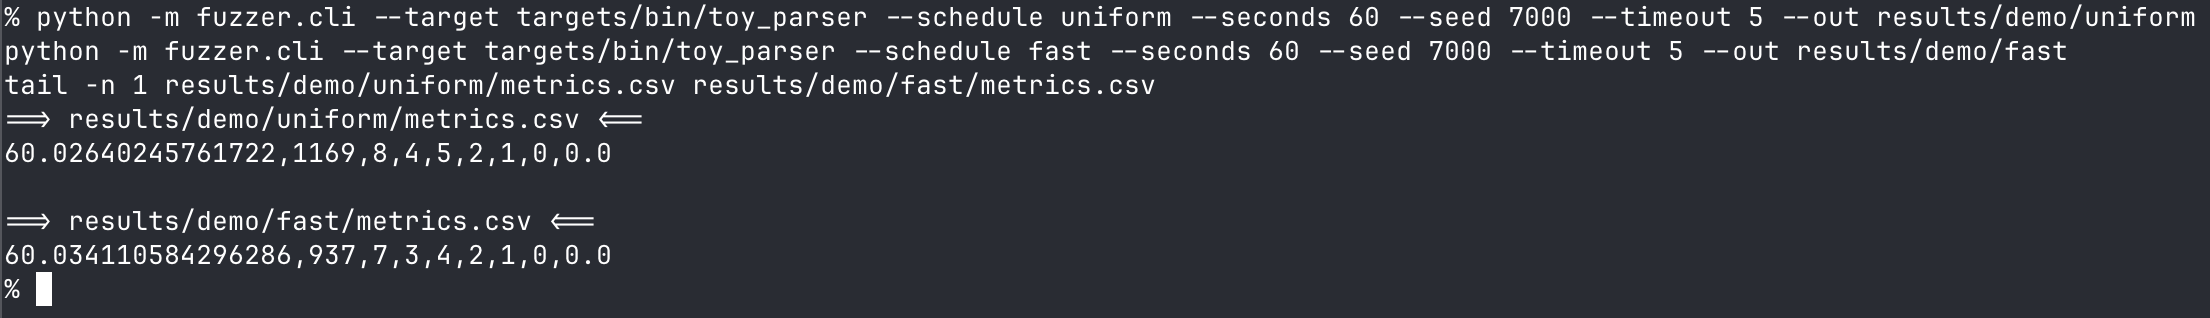 % python -m fuzzer.cli --target targets/bin/toy_parser --schedule uniform --seconds 60 --seed 7000 --timeout 5 --out results/demo/uniform
python -m fuzzer.cli --target targets/bin/toy_parser --schedule fast --seconds 60 --seed 7000 --timeout 5 --out results/demo/fast
tail -n 1 results/demo/uniform/metrics.csv results/demo/fast/metrics.csv
==> results/demo/uniform/metrics.csv <==
60.02640245761722,1169,8,4,5,2,1,0,0.0
==> results/demo/fast/metrics.csv <==
60.034110584296286,937,7,3,4,2,1,0,0.0
%